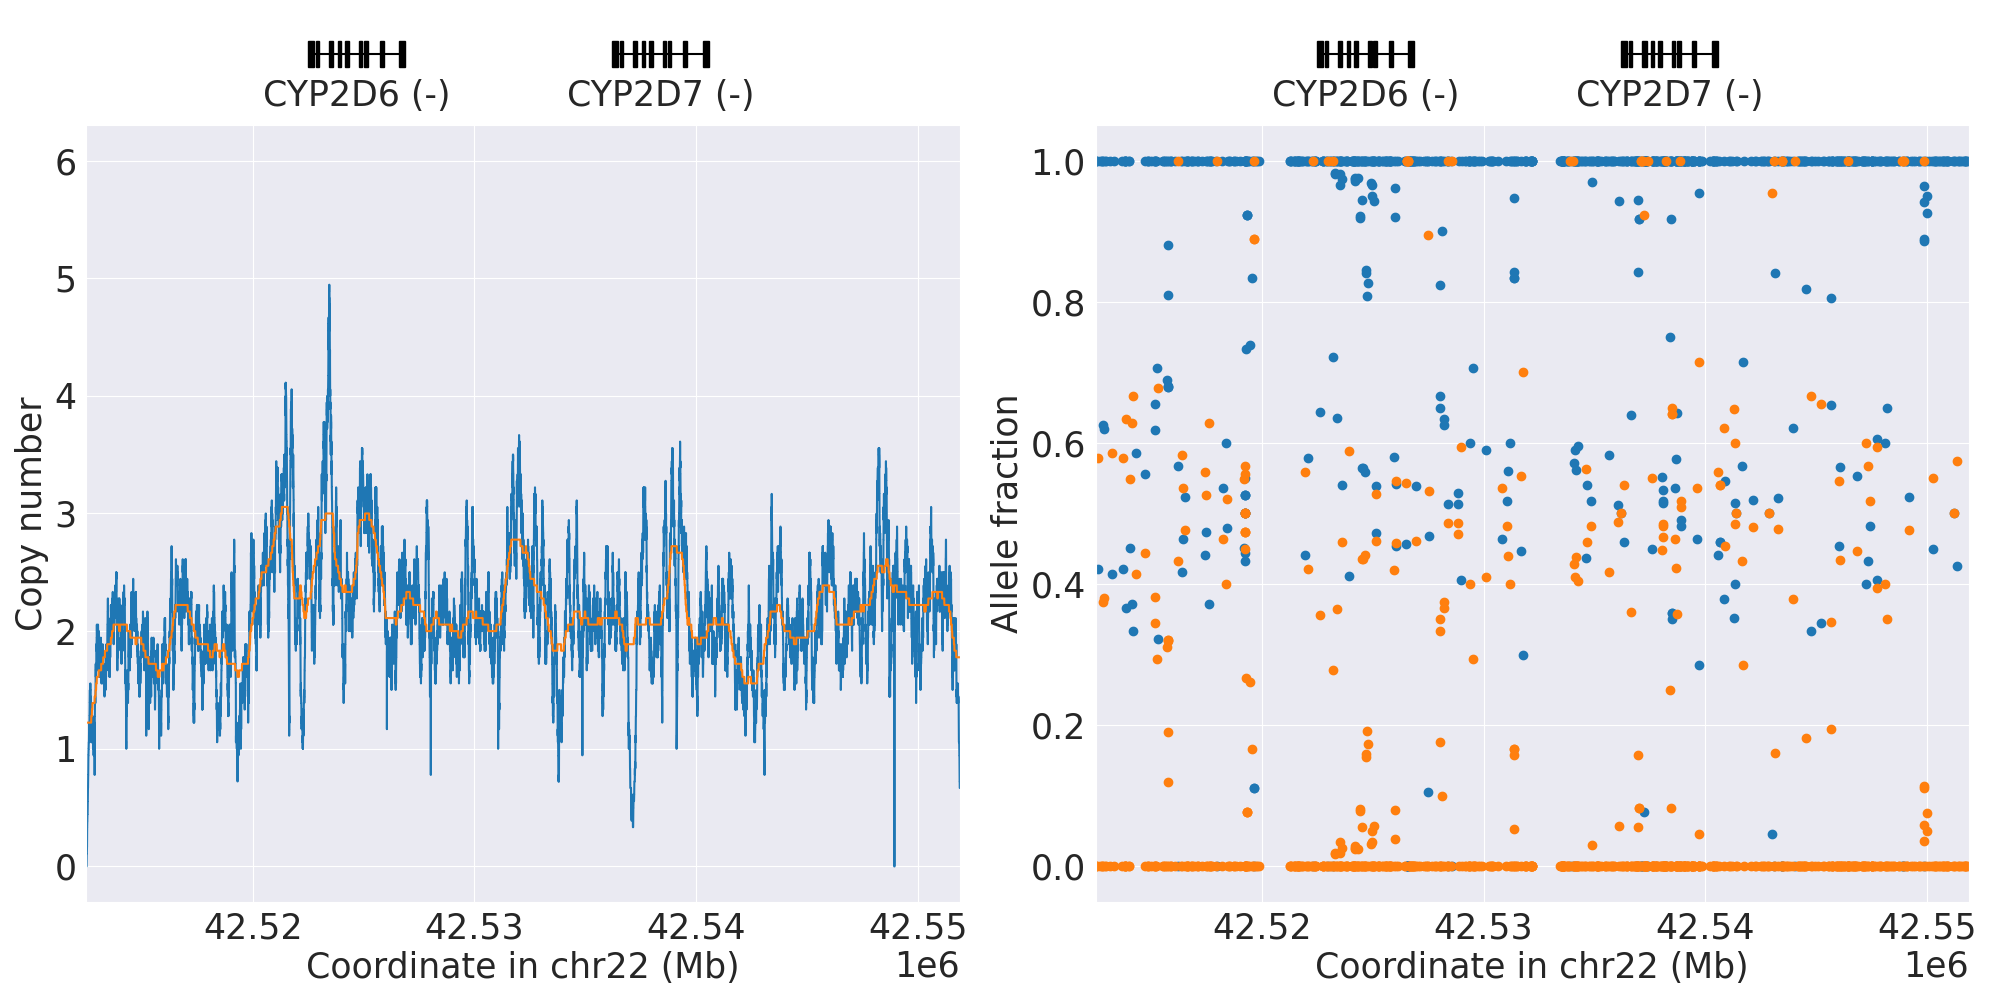 CYP2D6 (-) CYP2D7 (-)
6
5
4
3
2
1
0
Copy number
42.52 42.53 42.54 42.55
Coordinate in chr22 (Mb) 1e6
CYP2D6 (-) CYP2D7 (-)
1.0
0.8
0.6
0.4
0.2
0.0
Allele fraction
42.52 42.53 42.54 42.55
Coordinate in chr22 (Mb) 1e6